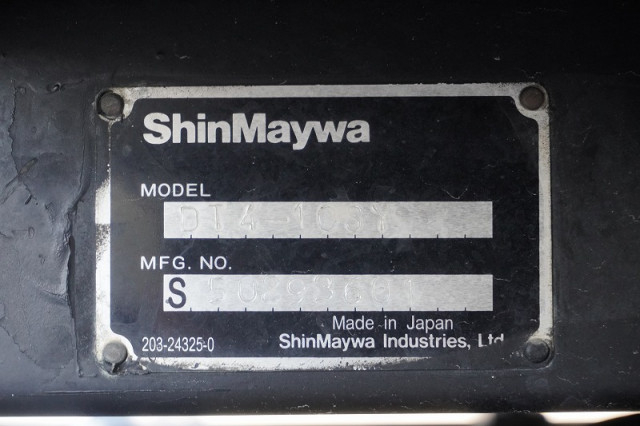 ShinMaywa
MODEL
MFG. NO.
S
Made in Japan
203-24325-0 ShinMaywa Industries, Ltd